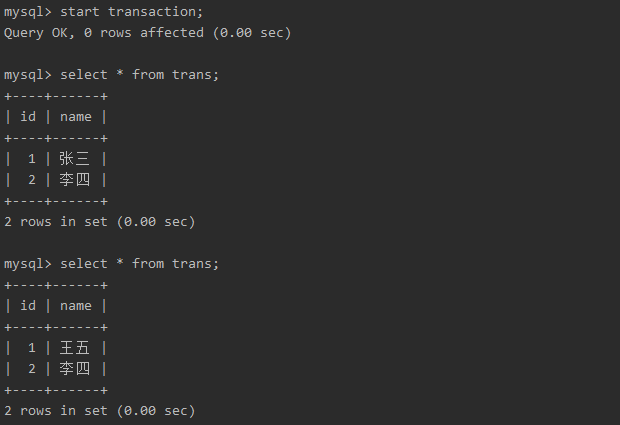 mysql> start transaction;
Query OK, 0 rows affected (0.00 sec)
mysql> select * from trans;
+----+------+
| id | name |
+----+------+
|  1 | 张三 |
|  2 | 李四 |
+----+------+
2 rows in set (0.00 sec)
mysql> select * from trans;
+----+------+
| id | name |
+----+------+
|  1 | 王五 |
|  2 | 李四 |
+----+------+
2 rows in set (0.00 sec)